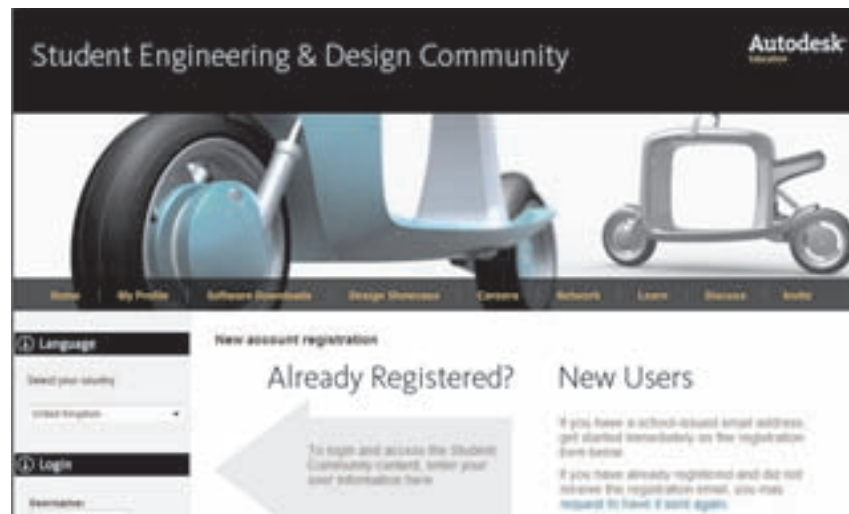 Student Engineering & Design Community
Autodesk
Education
Home My Profile Software Downloads Design Showcase Careers Network Learn Discuss Invite
Language
Select your country
United Kingdom
Login
Username:
New account registration
Already Registered?
To login and access the Student
Community content, enter your
user information here
New Users
If you have a school-issued email address,
get started immediately on the registration
form below.
If you have already registered and did not
receive the registration email, you may
request to have it sent again.